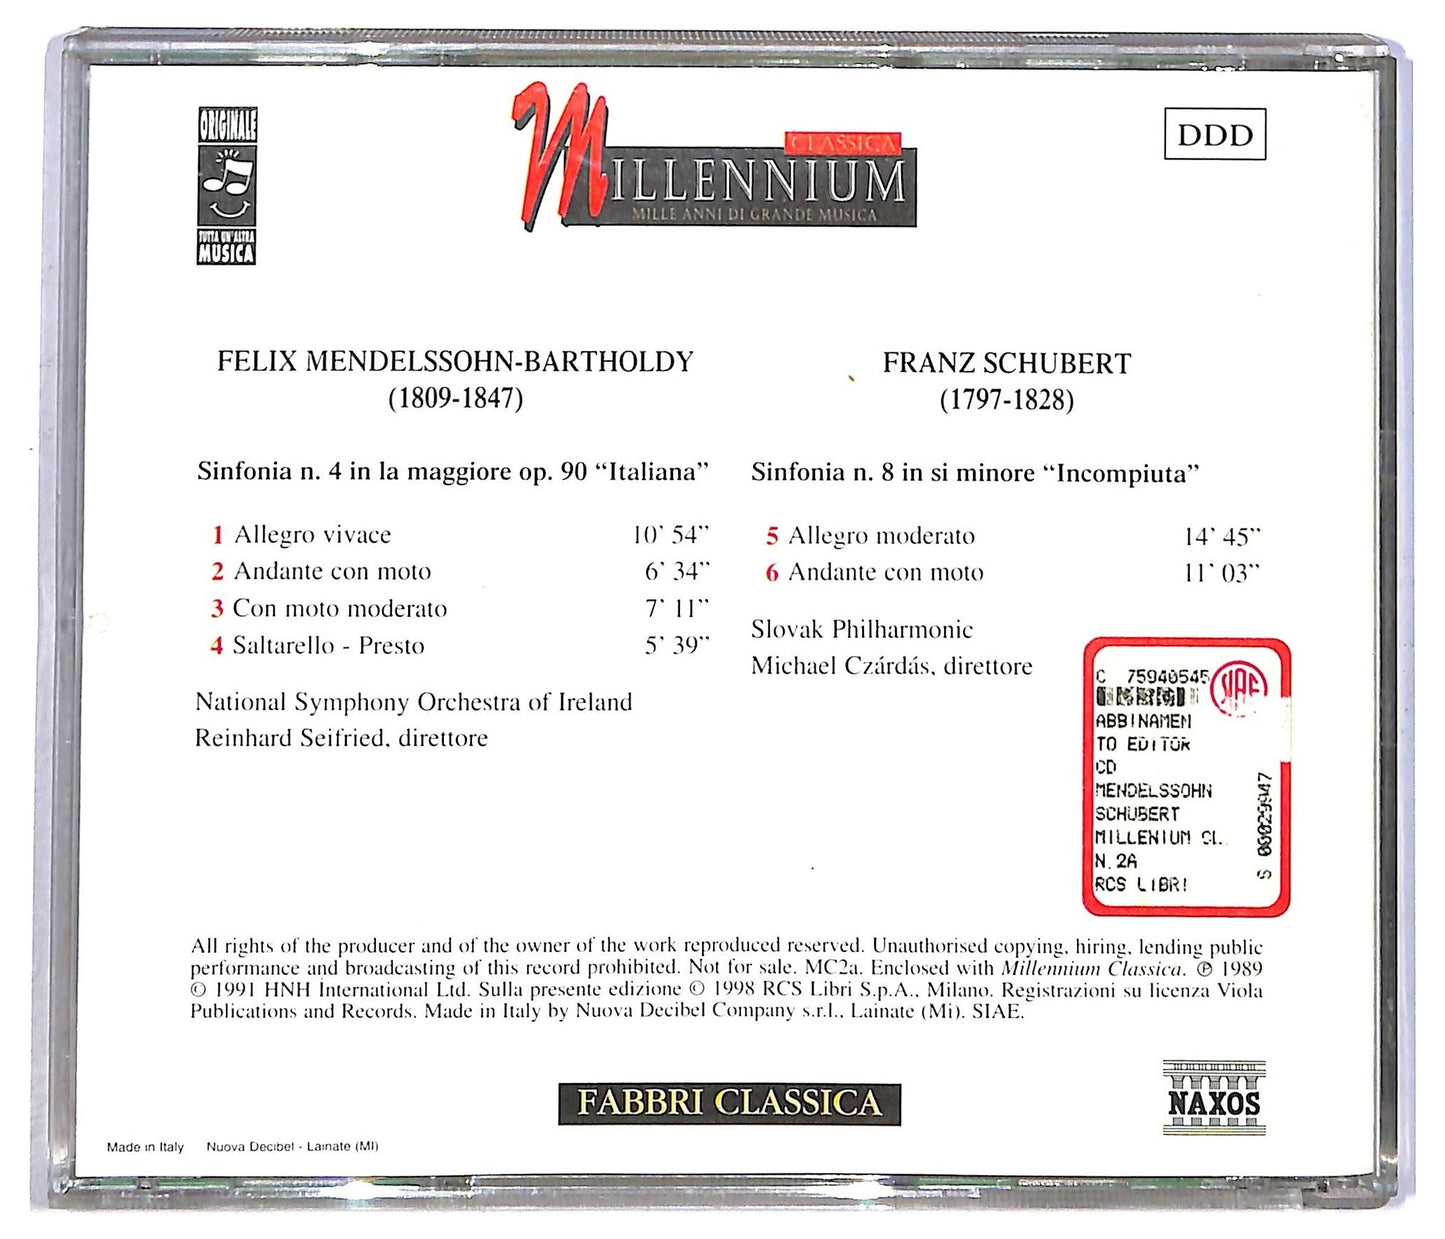 ORIGINALE
TUTTA UN'ALTRA
MUSICA
CLASSICA
MILLENNIUM
MILLE ANNI DI GRANDE MUSICA
DDD
FELIX MENDELSSOHN-BARTHOLDY
(1809-1847)
Sinfonia n. 4 in la maggiore op. 90 “Italiana”
1 Allegro vivace 10’ 54”
2 Andante con moto 6’ 34”
3 Con moto moderato 7’ 11”
4 Saltarello - Presto 5’ 39”
National Symphony Orchestra of Ireland
Reinhard Seifried, direttore
FRANZ SCHUBERT
(1797-1828)
Sinfonia n. 8 in si minore “Incompiuta”
5 Allegro moderato 14’ 45”
6 Andante con moto 11’ 03”
Slovak Philharmonic
Michael Czárdás, direttore
C 75940545
SIAE
ABBINAMEN
TO EDITOR
CD
MENDELSSOHN
SCHUBERT
MILLENIUM CL.
N.2A
RCS LIBRI
S 00029947
All rights of the producer and of the owner of the work reproduced reserved. Unauthorised copying, hiring, lending public
performance and broadcasting of this record prohibited. Not for sale. MC2a. Enclosed with Millennium Classica. ℗ 1989
© 1991 HNH International Ltd. Sulla presente edizione © 1998 RCS Libri S.p.A., Milano. Registrazioni su licenza Viola
Publications and Records. Made in Italy by Nuova Decibel Company s.r.l., Lainate (Mi). SIAE.
FABBRI CLASSICA
NAXOS
Made in Italy Nuova Decibel - Lainate (MI)